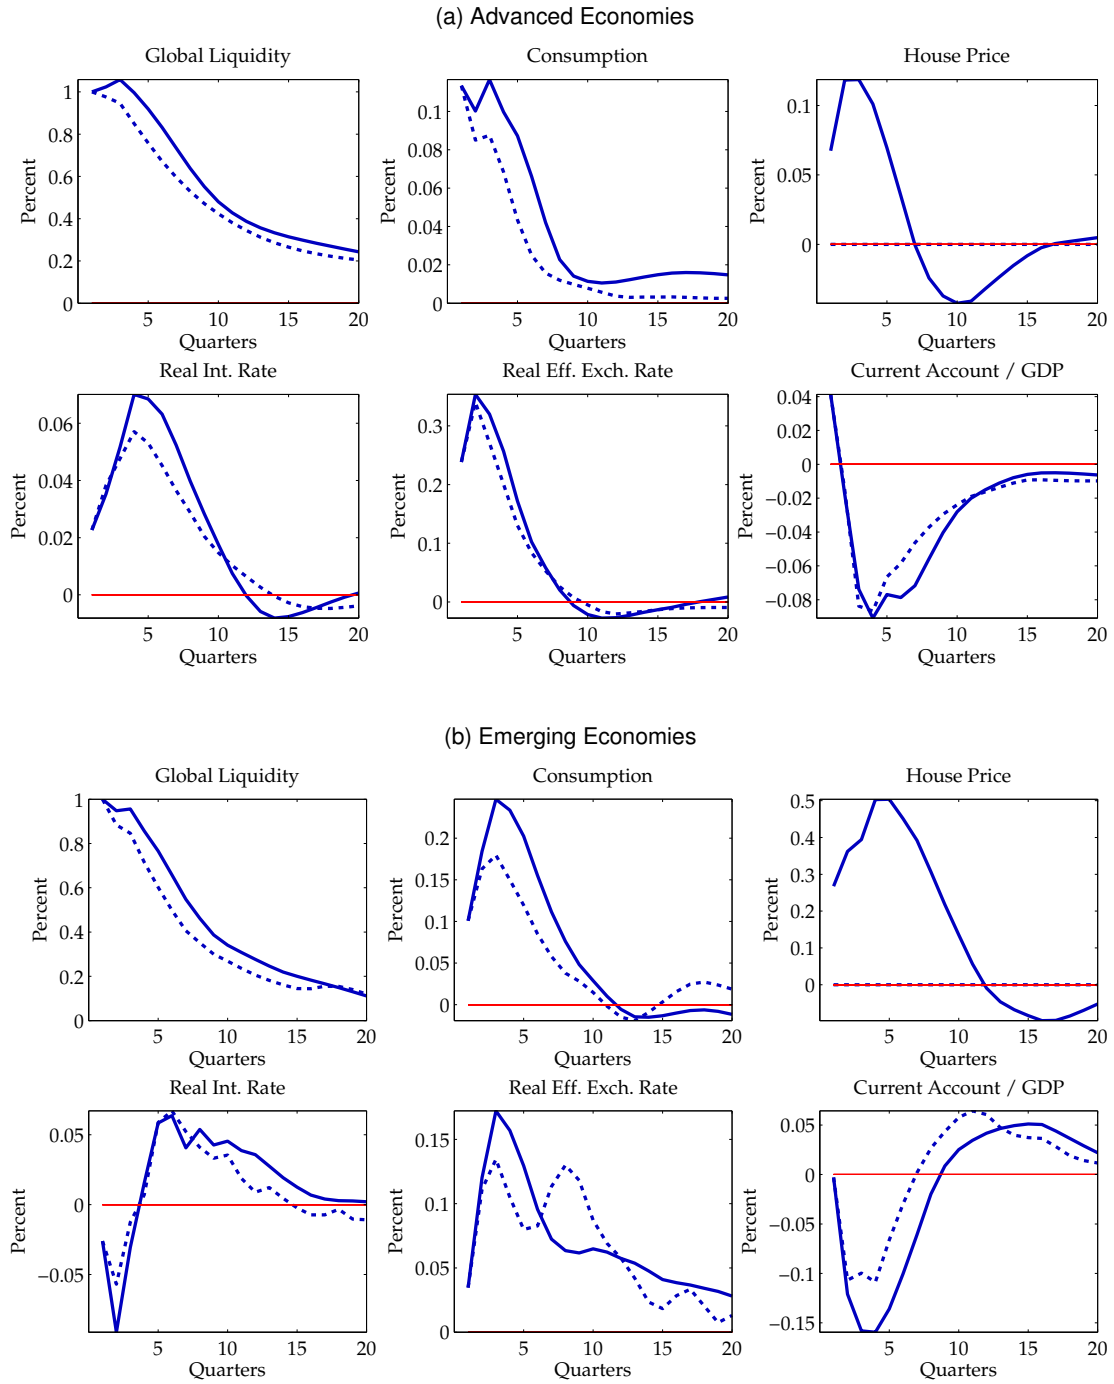 (a) Advanced Economies
Global Liquidity
Consumption
House Price
Percent
1
0.8
0.6
0.4
0.2
0
5 10 15 20
Quarters
Percent
0.1
0.08
0.06
0.04
0.02
0
5 10 15 20
Quarters
Percent
0.1
0.05
0
5 10 15 20
Quarters
Real Int. Rate
Real Eff. Exch. Rate
Current Account / GDP
Percent
0.06
0.04
0.02
0
5 10 15 20
Quarters
Percent
0.3
0.2
0.1
0
5 10 15 20
Quarters
Percent
0.04
0.02
0
−0.02
−0.04
−0.06
−0.08
5 10 15 20
Quarters
(b) Emerging Economies
Global Liquidity
Consumption
House Price
Percent
1
0.8
0.6
0.4
0.2
0
5 10 15 20
Quarters
Percent
0.2
0.15
0.1
0.05
0
5 10 15 20
Quarters
Percent
0.5
0.4
0.3
0.2
0.1
0
5 10 15 20
Quarters
Real Int. Rate
Real Eff. Exch. Rate
Current Account / GDP
Percent
0.05
0
−0.05
5 10 15 20
Quarters
Percent
0.15
0.1
0.05
0
5 10 15 20
Quarters
Percent
0.05
0
−0.05
−0.1
−0.15
5 10 15 20
Quarters